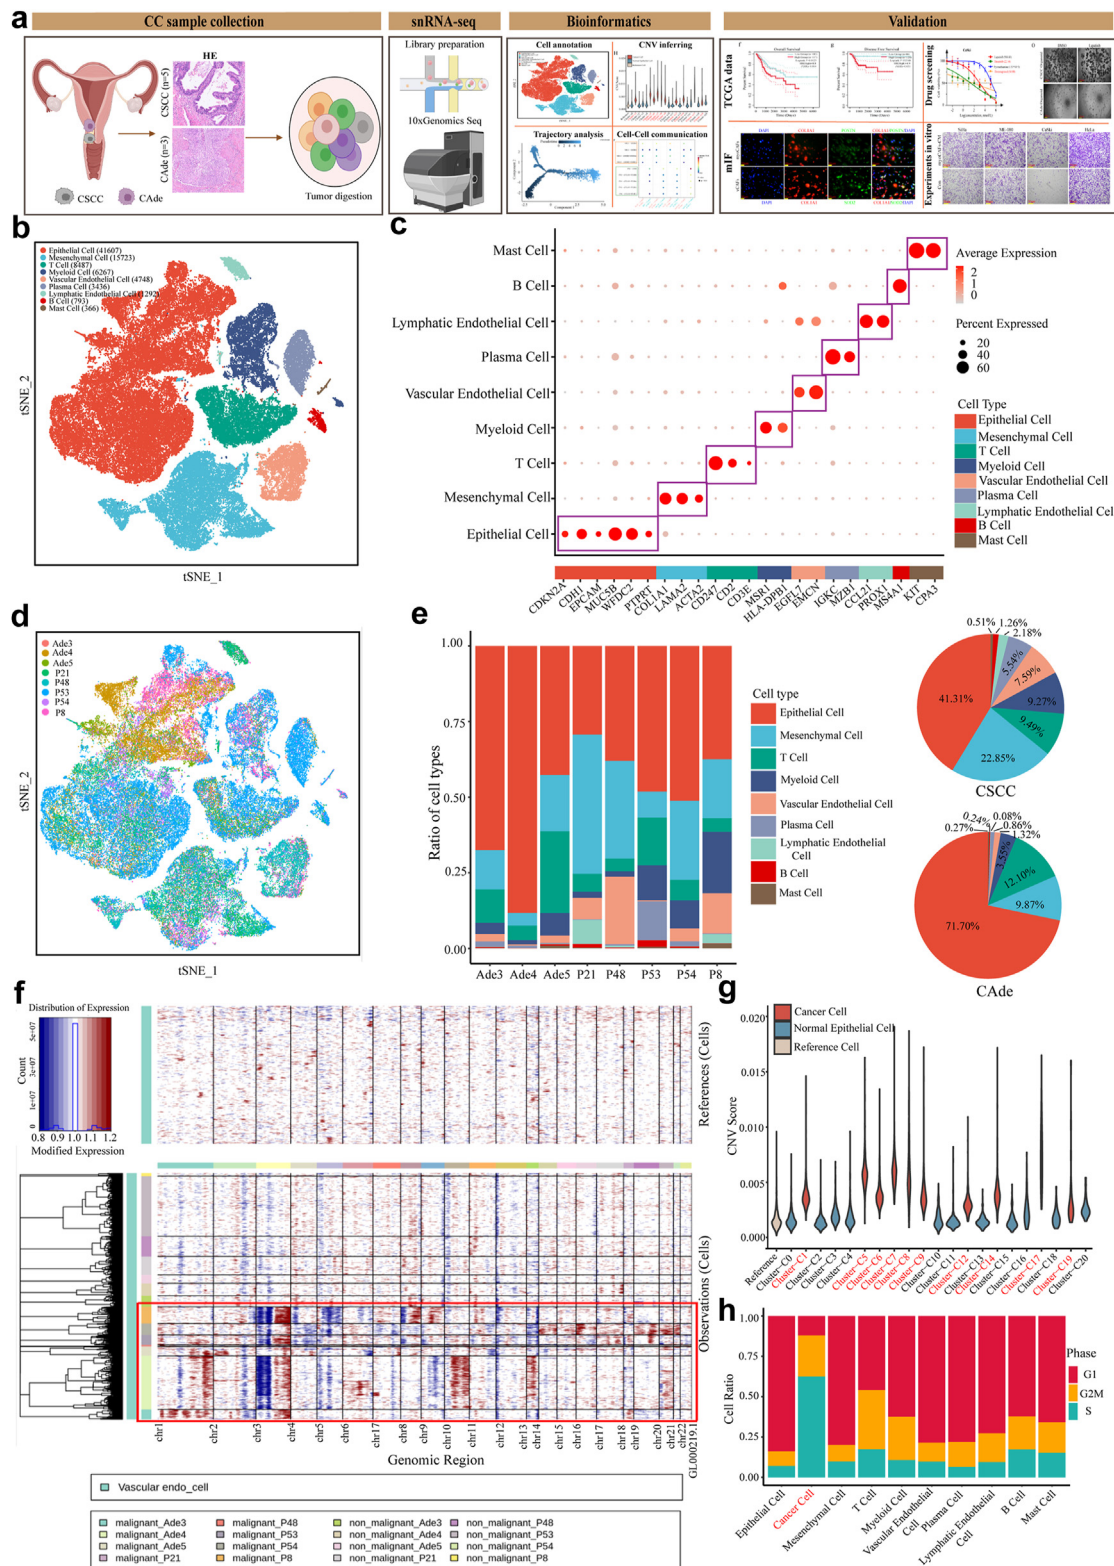 a
CC sample collection
snRNA-seq
Bioinformatics
Validation
HE
CSCC (n=5)
CAde (n=3)
CSCC
CAde
Tumor digestion
Library preparation
10xGenomics Seq
Cell annotation
CNV inferring
Trajectory analysis
Cell-Cell communication
TCGA data
Drug screening
mIF
Experiments in vitro
b
Epithelial Cell (41607)
Mesenchymal Cell (15723)
T Cell (8487)
Myeloid Cell (6267)
Vascular Endothelial Cell (4748)
Plasma Cell (3436)
Lymphatic Endothelial Cell (1292)
B Cell (793)
Mast Cell (366)
tSNE_2
tSNE_1
c
Mast Cell
B Cell
Lymphatic Endothelial Cell
Plasma Cell
Vascular Endothelial Cell
Myeloid Cell
T Cell
Mesenchymal Cell
Epithelial Cell
CDKN2A
CDH1
EPCAM
MUC5B
WFDC2
PTPRT
COL1A1
LAMA2
ACTA2
CD247
CD2
CD3E
MSR1
HLA-DPB1
EGFL7
EMCN
IGKC
MZB1
CCL21
PROX1
MS4A1
KIT
CPA3
Average Expression
2
1
0
Percent Expressed
20
40
60
Cell Type
Epithelial Cell
Mesenchymal Cell
T Cell
Myeloid Cell
Vascular Endothelial Cell
Plasma Cell
Lymphatic Endothelial Cell
B Cell
Mast Cell
d
Ade3
Ade4
Ade5
P21
P48
P53
P54
P8
tSNE_2
tSNE_1
e
Ratio of cell types
1.00
0.75
0.50
0.25
0.00
Ade3 Ade4 Ade5 P21 P48 P53 P54 P8
Cell type
Epithelial Cell
Mesenchymal Cell
T Cell
Myeloid Cell
Vascular Endothelial Cell
Plasma Cell
Lymphatic Endothelial
Cell
B Cell
Mast Cell
0.51%
1.26%
2.18%
5.54%
7.59%
9.27%
9.49%
22.85%
41.31%
CSCC
0.24%
0.08%
0.27%
0.86%
1.32%
3.55%
12.10%
9.87%
71.70%
CAde
f
Distribution of Expression
Count
0 1e+07 3e+07 5e+07
0.8 0.9 1.0 1.1 1.2
Modified Expression
References (Cells)
Observations (Cells)
chr1
chr2
chr3
chr4
chr5
chr6
chr17
chr8
chr9
chr10
chr11
chr12
chr13
chr14
chr15
chr16
chr17
chr18
chr19
chr20
chr21
chr22
GL000219.1
Genomic Region
Vascular endo_cell
malignant_Ade3 malignant_P48 non_malignant_Ade3 non_malignant_P48
malignant_Ade4 malignant_P53 non_malignant_Ade4 non_malignant_P53
malignant_Ade5 malignant_P54 non_malignant_Ade5 non_malignant_P54
malignant_P21 malignant_P8 non_malignant_P21 non_malignant_P8
g
Cancer Cell
Normal Epithelial Cell
Reference Cell
CNV Score
0.020
0.015
0.010
0.005
0.000
Reference
Cluster-C0
Cluster-C1
Cluster-C2
Cluster-C3
Cluster-C4
Cluster-C5
Cluster-C6
Cluster-C7
Cluster-C8
Cluster-C9
Cluster-C10
Cluster-C11
Cluster-C12
Cluster-C13
Cluster-C14
Cluster-C15
Cluster-C16
Cluster-C17
Cluster-C18
Cluster-C19
Cluster-C20
h
Cell Ratio
1.00
0.75
0.50
0.25
0.00
Epithelial Cell
Cancer Cell
Mesenchymal Cell
T Cell
Myeloid Cell
Vascular Endothelial
Cell
Plasma Cell
Lymphatic Endothelial
Cell
B Cell
Mast Cell
Phase
G1
G2M
S